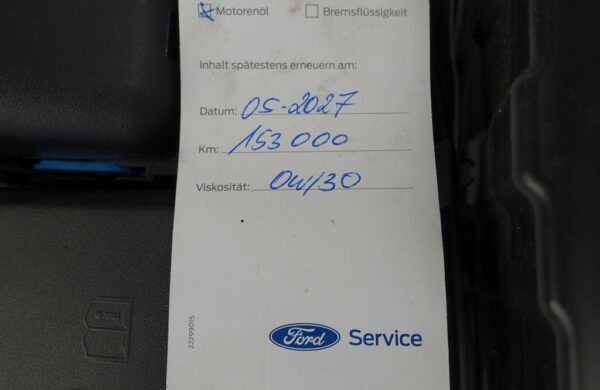 Motorenöl Bremsflüssigkeit
Inhalt spätestens erneuern am:
Datum: 05-2027
Km: 153 000
Viskosität: 0W/30
22299015
Ford Service